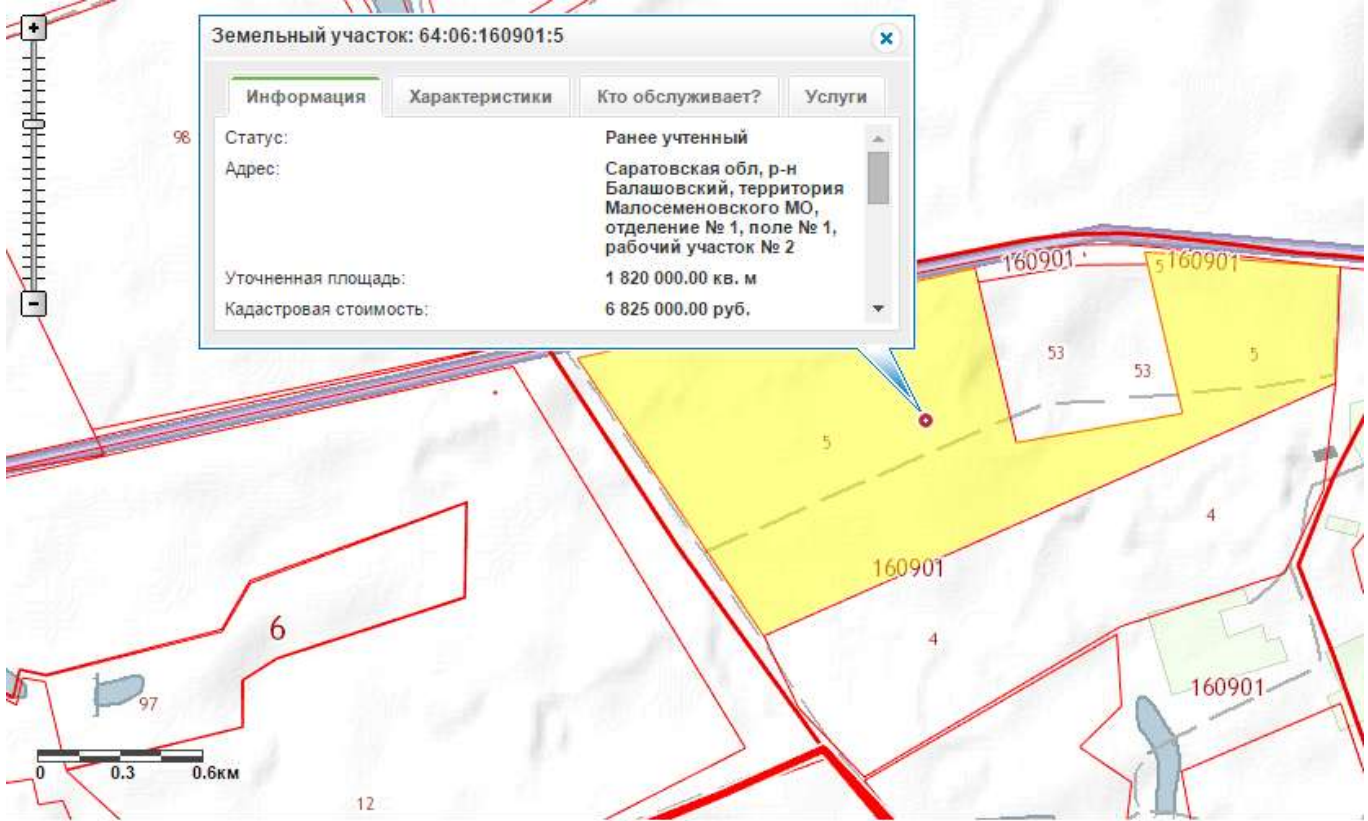 +
Земельный участок: 64:06:160901:5
×
Информация Характеристики Кто обслуживает? Услуги
98
Статус: Ранее учтенный
Адрес: Саратовская обл, р-н
Балашовский, территория
Малосеменовского МО,
отделение № 1, поле № 1,
рабочий участок № 2
Уточненная площадь: 1 820 000.00 кв. м
Кадастровая стоимость: 6 825 000.00 руб.
-
160901 5 160901
53 53 5
5
4
160901
6
4
160901
97
0 0.3 0.6км
12